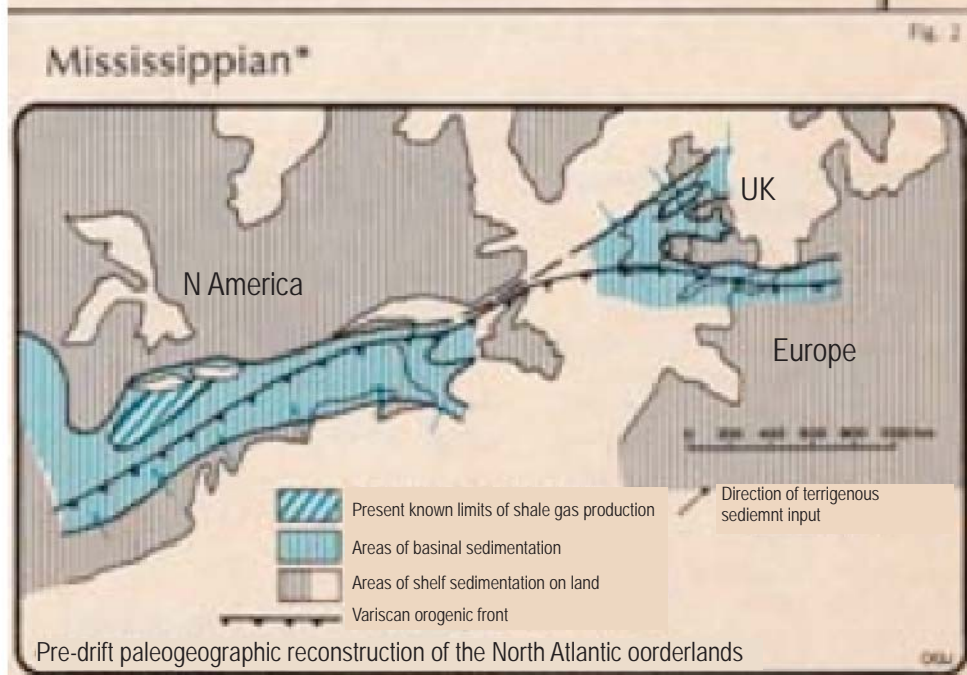 Fig. 2
Mississippian*
UK
N America
Europe
Direction of terrigenous
sediemnt input
Present known limits of shale gas production
Areas of basinal sedimentation
Areas of shelf sedimentation on land
Variscan orogenic front
Pre-drift paleogeographic reconstruction of the North Atlantic oorderlands